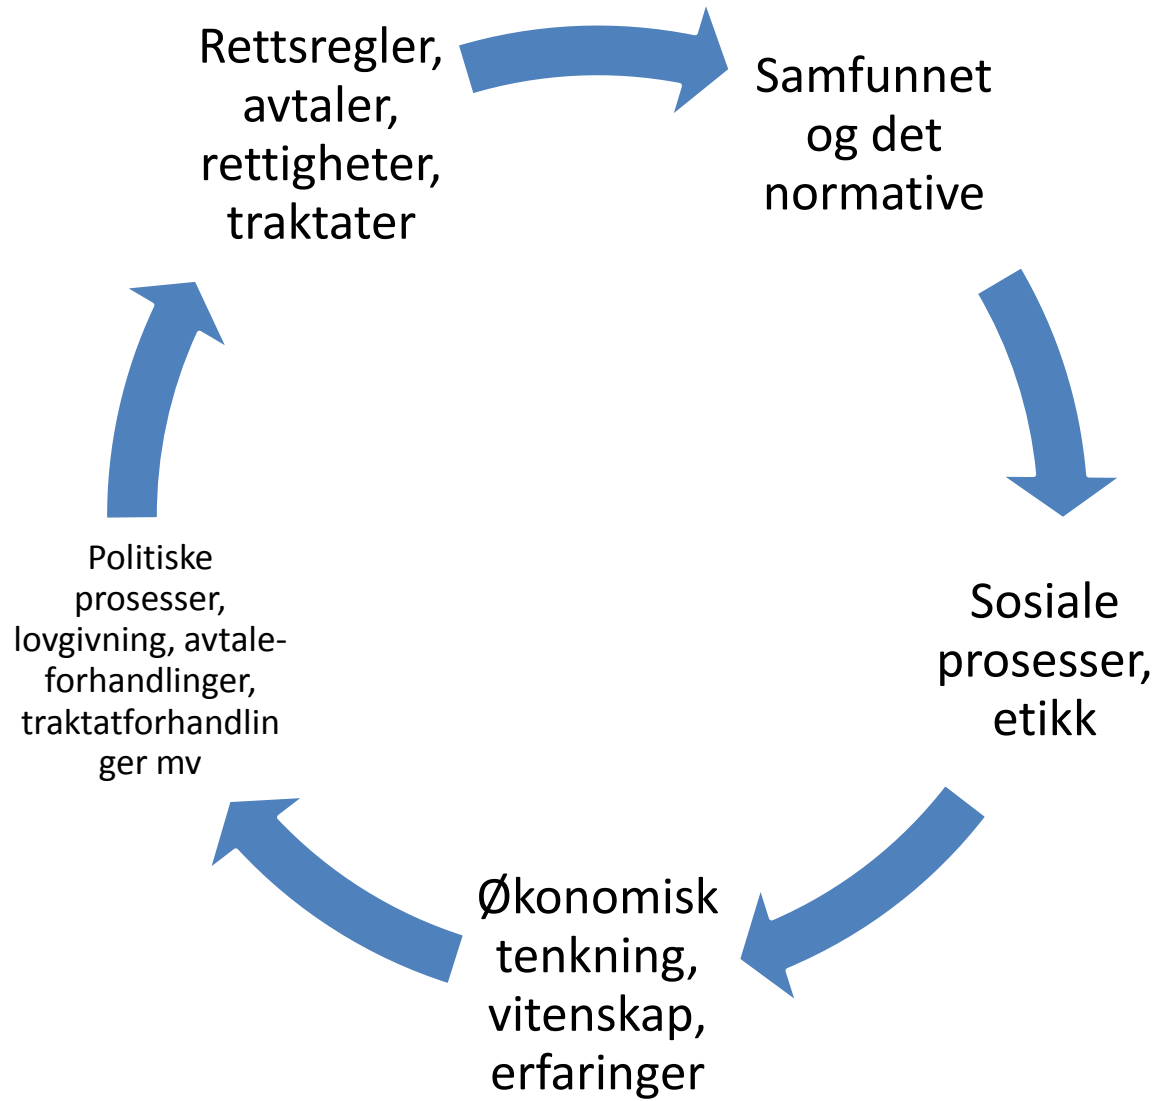 Rettsregler,
avtaler,
rettigheter,
traktater
Samfunnet
og det
normative
Sosiale
prosesser,
etikk
Økonomisk
tenkning,
vitenskap,
erfaringer
Politiske
prosesser,
lovgivning, avtale-
forhandlinger,
traktatforhandlin
ger mv